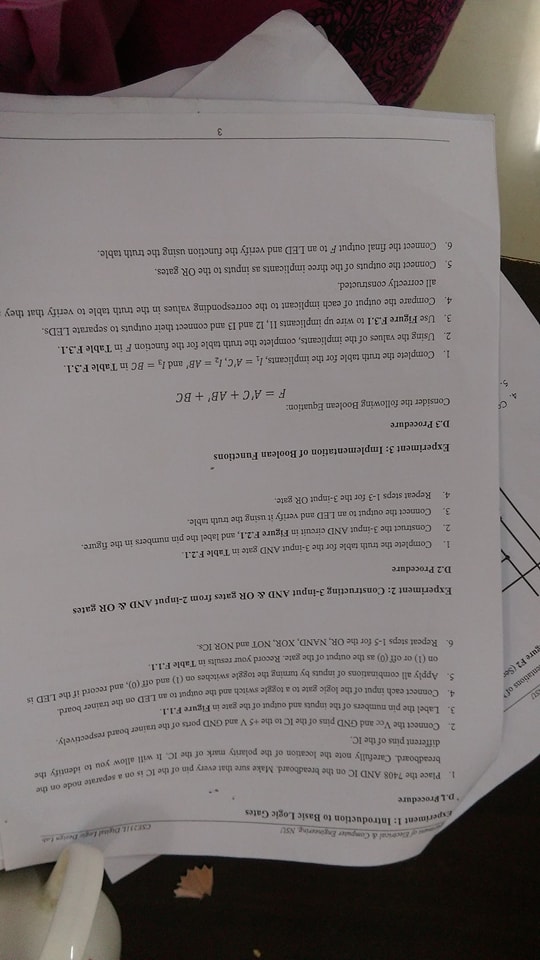 of Electrical & Computer Engineering, NSU CSE231L Digital Logic Design Lab
Experiment 1: Introduction to Basic Logic Gates
D.1 Procedure
1. Place the 7408 AND IC on the breadboard. Make sure that every pin of the IC is on a separate node on the
breadboard. Carefully note the location of the polarity mark of the IC. It will allow you to identify the
different pins of the IC.
2. Connect the Vcc and GND pins of the IC to the +5 V and GND ports of the trainer board respectively.
3. Label the pin numbers of the inputs and output of the gate in Figure F.1.1.
4. Connect each input of the logic gate to a toggle switch and the output to an LED on the trainer board.
5. Apply all combinations of inputs by turning the toggle switches on (1) and off (0), and record if the LED is
on (1) or off (0) as the output of the gate. Record your results in Table F.1.1.
6. Repeat steps 1-5 for the OR, NAND, XOR, NOT and NOR ICs.
Experiment 2: Constructing 3-input AND & OR gates from 2-input AND & OR gates
D.2 Procedure
1. Complete the truth table for the 3-input AND gate in Table F.2.1.
2. Construct the 3-input AND circuit in Figure F.2.1, and label the pin numbers in the figure.
3. Connect the output to an LED and verify it using the truth table.
4. Repeat steps 1-3 for the 3-input OR gate.
Experiment 3: Implementation of Boolean Functions
D.3 Procedure
Consider the following Boolean Equation:
F = A'C + AB' + BC
1. Complete the truth table for the implicants, I₁ = A'C, I₂ = AB' and I₃ = BC in Table F.3.1.
2. Using the values of the implicants, complete the truth table for the function F in Table F.3.1.
3. Use Figure F.3.1 to wire up implicants I1, I2 and I3 and connect their outputs to separate LEDs.
4. Compare the output of each implicant to the corresponding values in the truth table to verify that they
all correctly constructed.
5. Connect the outputs of the three implicants as inputs to the OR gates.
6. Connect the final output F to an LED and verify the function using the truth table.
3